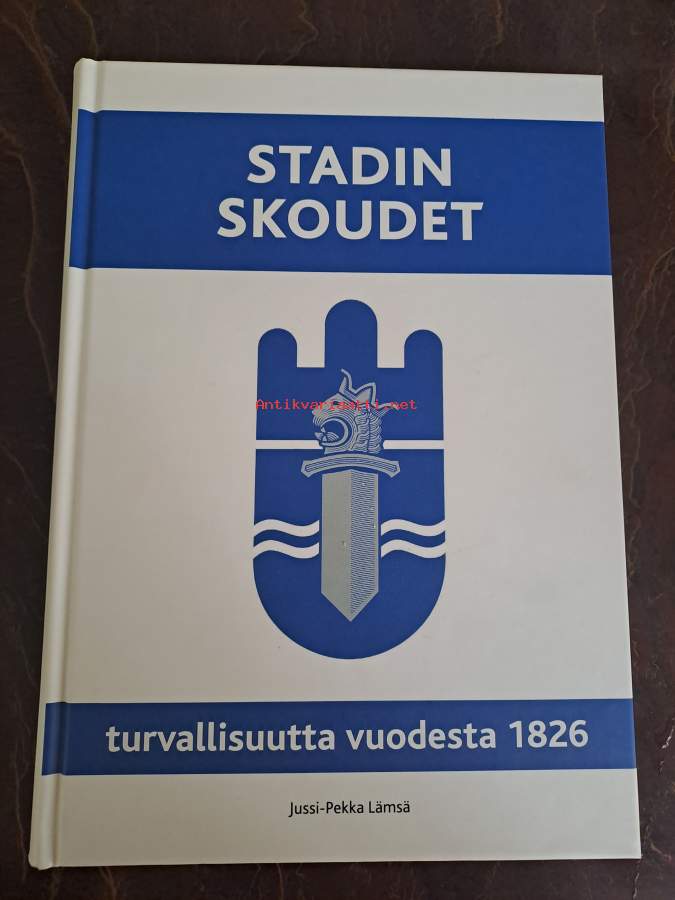 STADIN
SKOUDET
Antikvariaatti.net
turvallisuutta vuodesta 1826
Jussi-Pekka Lämsä